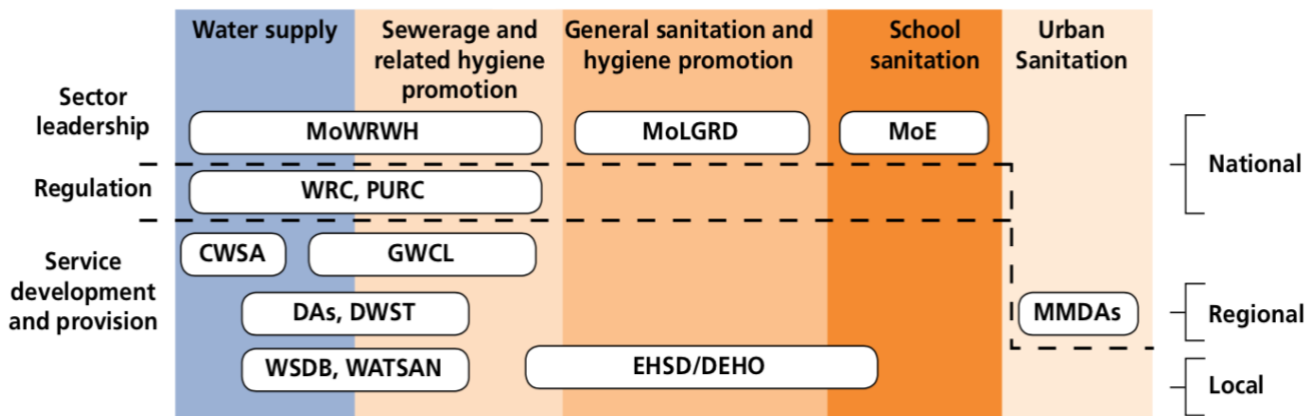 Water supply
Sewerage and
related hygiene
promotion
General sanitation and
hygiene promotion
School
sanitation
Urban
Sanitation
Sector
leadership
MoWRWH
MoLGRD
MoE
National
Regulation
WRC, PURC
Service
development
and provision
CWSA
GWCL
DAs, DWST
MMDAs
Regional
WSDB, WATSAN
EHSD/DEHO
Local